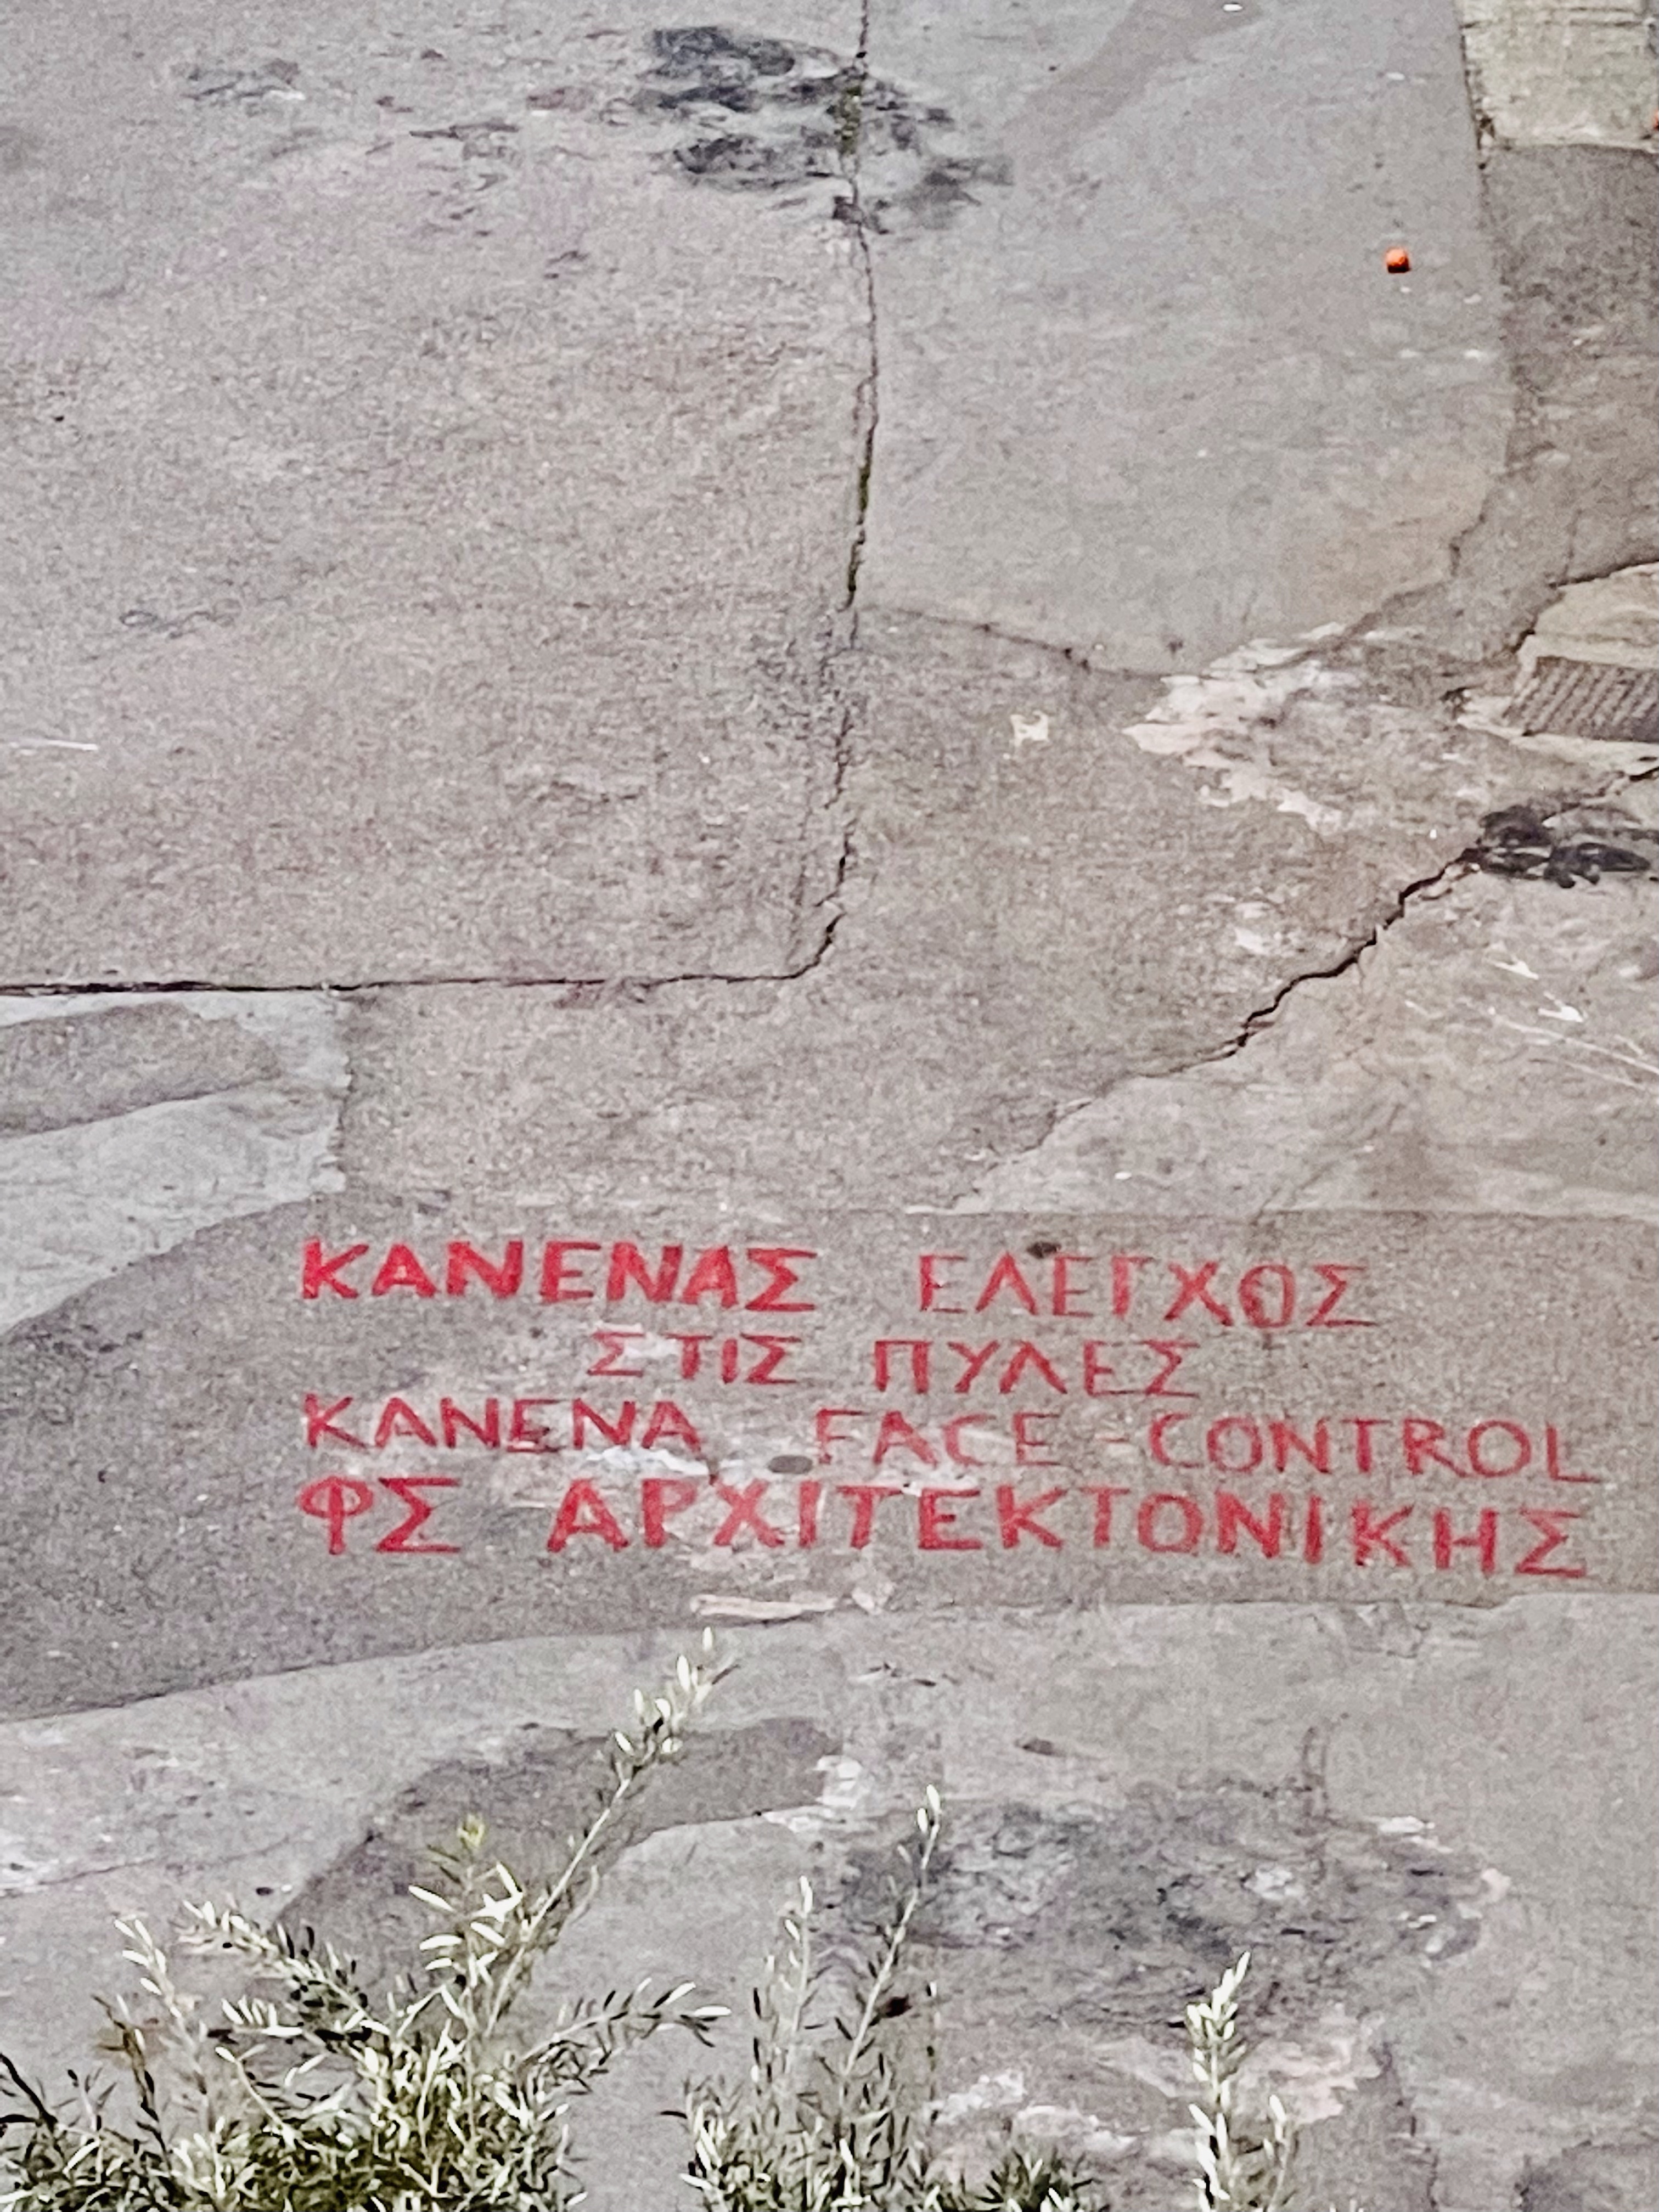 ΚΑΝΕΝΑΣ ΕΛΕΓΧΟΣ
ΣΤΙΣ ΠΥΛΕΣ
ΚΑΝΕΝΑ FACE-CONTROL
ΦΣ ΑΡΧΙΤΕΚΤΟΝΙΚΗΣ